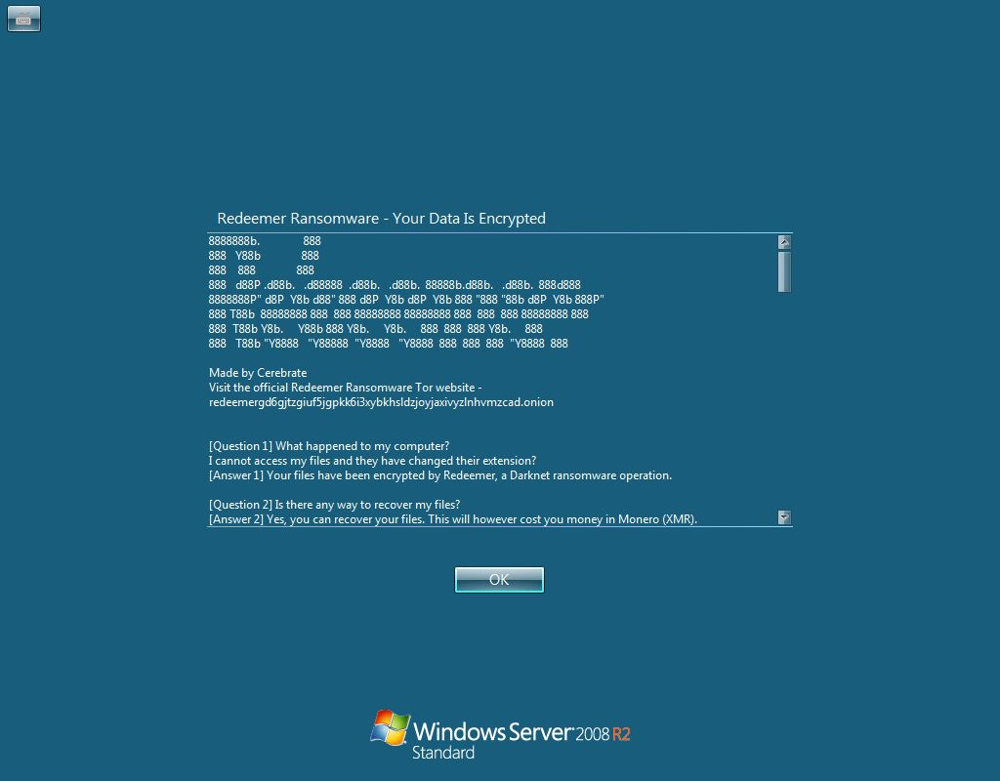 Redeemer Ransomware - Your Data Is Encrypted
8888888b.               888
888   Y88b              888
888    888              888
888   d88P .d88b.   .d88888  .d88b.   .d88b.  88888b.d88b.   .d88b.  888d888
8888888P" d8P  Y8b d88" 888 d8P  Y8b d8P  Y8b 888 "888 "88b d8P  Y8b 888P"
888 T88b  88888888 888  888 88888888 88888888 888  888  888 88888888 888
888  T88b Y8b.     Y88b 888 Y8b.     Y8b.     888  888  888 Y8b.     888
888   T88b "Y8888   "Y88888  "Y8888   "Y8888  888  888  888  "Y8888  888
Made by Cerebrate
Visit the official Redeemer Ransomware Tor website -
redeemergd6gjtzgiuf5jgpkk6i3xybkhsldzjoyjaxivyzlnhvmzcad.onion
[Question 1] What happened to my computer?
I cannot access my files and they have changed their extension?
[Answer 1] Your files have been encrypted by Redeemer, a Darknet ransomware operation.
[Question 2] Is there any way to recover my files?
[Answer 2] Yes, you can recover your files. This will however cost you money in Monero (XMR).
OK
Windows Server 2008 R2
Standard